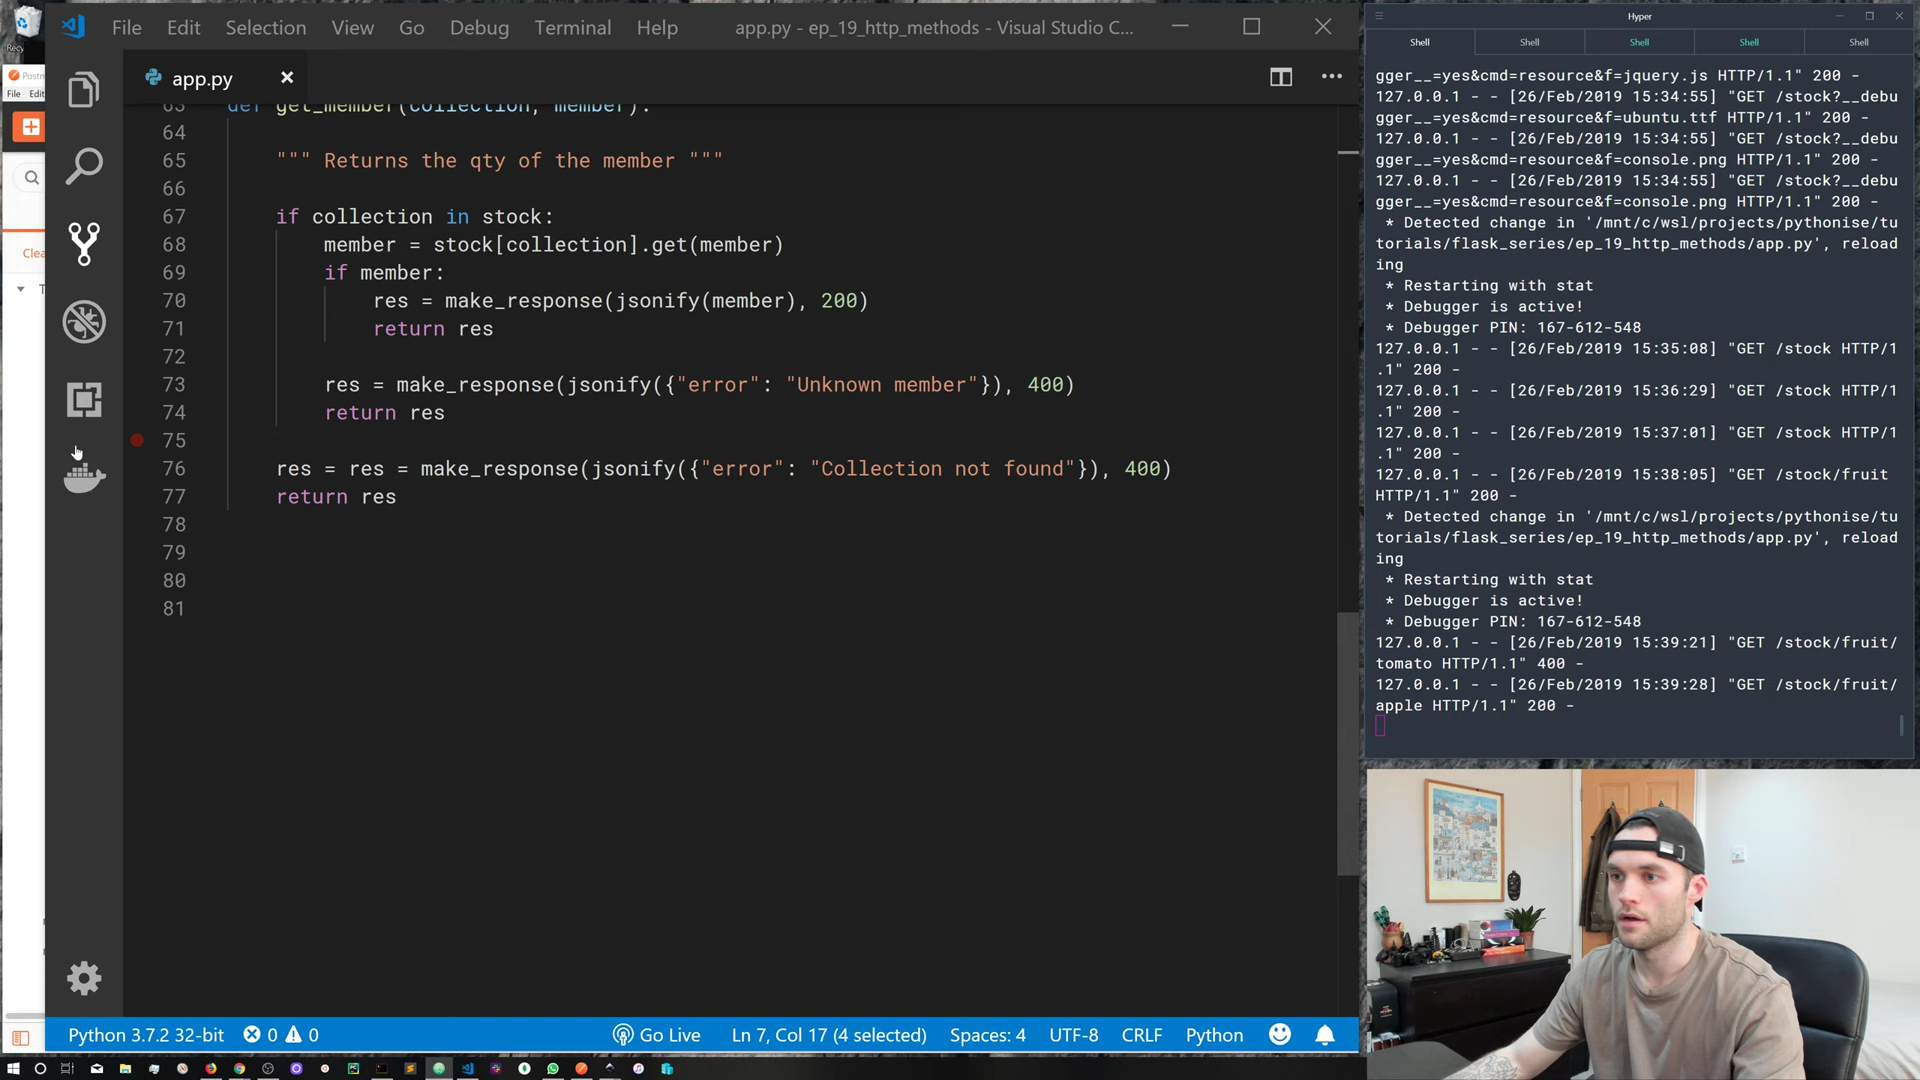 File Edit Selection View Go Debug Terminal Help app.py - ep_19_http_methods - Visual Studio C...
app.py
63 def get_member(collection, member):
64
65 """ Returns the qty of the member """
66
67 if collection in stock:
68 member = stock[collection].get(member)
69 if member:
70 res = make_response(jsonify(member), 200)
71 return res
72
73 res = make_response(jsonify({"error": "Unknown member"}), 400)
74 return res
75
76 res = res = make_response(jsonify({"error": "Collection not found"}), 400)
77 return res
78
79
80
81
Python 3.7.2 32-bit 0 0 Go Live Ln 7, Col 17 (4 selected) Spaces: 4 UTF-8 CRLF Python
File Edit
Hyper
Shell Shell Shell Shell Shell
gger__=yes&cmd=resource&f=jquery.js HTTP/1.1" 200 -
127.0.0.1 - - [26/Feb/2019 15:34:55] "GET /stock?__debu
gger__=yes&cmd=resource&f=ubuntu.ttf HTTP/1.1" 200 -
127.0.0.1 - - [26/Feb/2019 15:34:55] "GET /stock?__debu
gger__=yes&cmd=resource&f=console.png HTTP/1.1" 200 -
127.0.0.1 - - [26/Feb/2019 15:34:55] "GET /stock?__debu
gger__=yes&cmd=resource&f=console.png HTTP/1.1" 200 -
* Detected change in '/mnt/c/wsl/projects/pythonise/tu
torials/flask_series/ep_19_http_methods/app.py', reload
ing
* Restarting with stat
* Debugger is active!
* Debugger PIN: 167-612-548
127.0.0.1 - - [26/Feb/2019 15:35:08] "GET /stock HTTP/1
.1" 200 -
127.0.0.1 - - [26/Feb/2019 15:36:29] "GET /stock HTTP/1
.1" 200 -
127.0.0.1 - - [26/Feb/2019 15:37:01] "GET /stock HTTP/1
.1" 200 -
127.0.0.1 - - [26/Feb/2019 15:38:05] "GET /stock/fruit
HTTP/1.1" 200 -
* Detected change in '/mnt/c/wsl/projects/pythonise/tu
torials/flask_series/ep_19_http_methods/app.py', reload
ing
* Restarting with stat
* Debugger is active!
* Debugger PIN: 167-612-548
127.0.0.1 - - [26/Feb/2019 15:39:21] "GET /stock/fruit/
tomato HTTP/1.1" 400 -
127.0.0.1 - - [26/Feb/2019 15:39:28] "GET /stock/fruit/
apple HTTP/1.1" 200 -